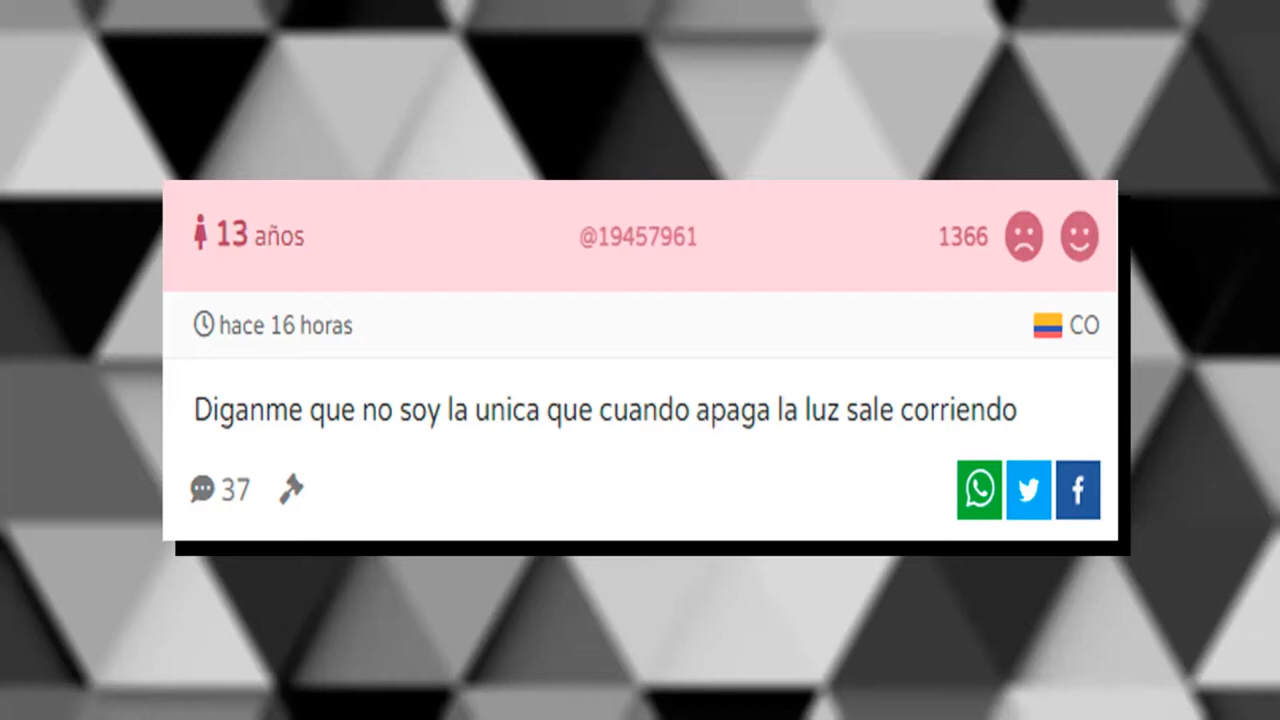 13 años @19457961 1366
hace 16 horas CO
Diganme que no soy la unica que cuando apaga la luz sale corriendo
37